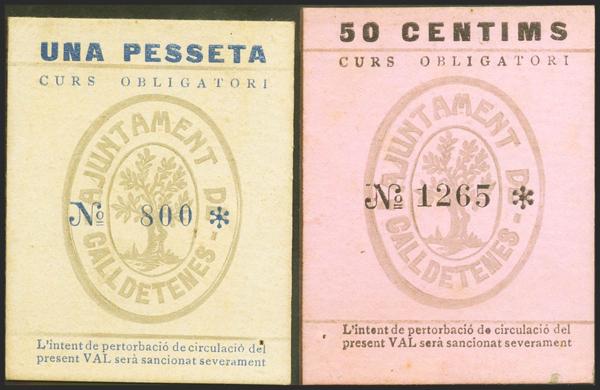 UNA PESSETA
CURS OBLIGATORI
AJUNTAMENT DE
CALLDETENES
Nº 800 *
L'intent de pertorbació de circulació del
present VAL serà sancionat severament
50 CENTIMS
CURS OBLIGATORI
AJUNTAMENT DE
CALLDETENES
Nº 1265 *
L'intent de pertorbació de circulació del
present VAL serà sancionat severament